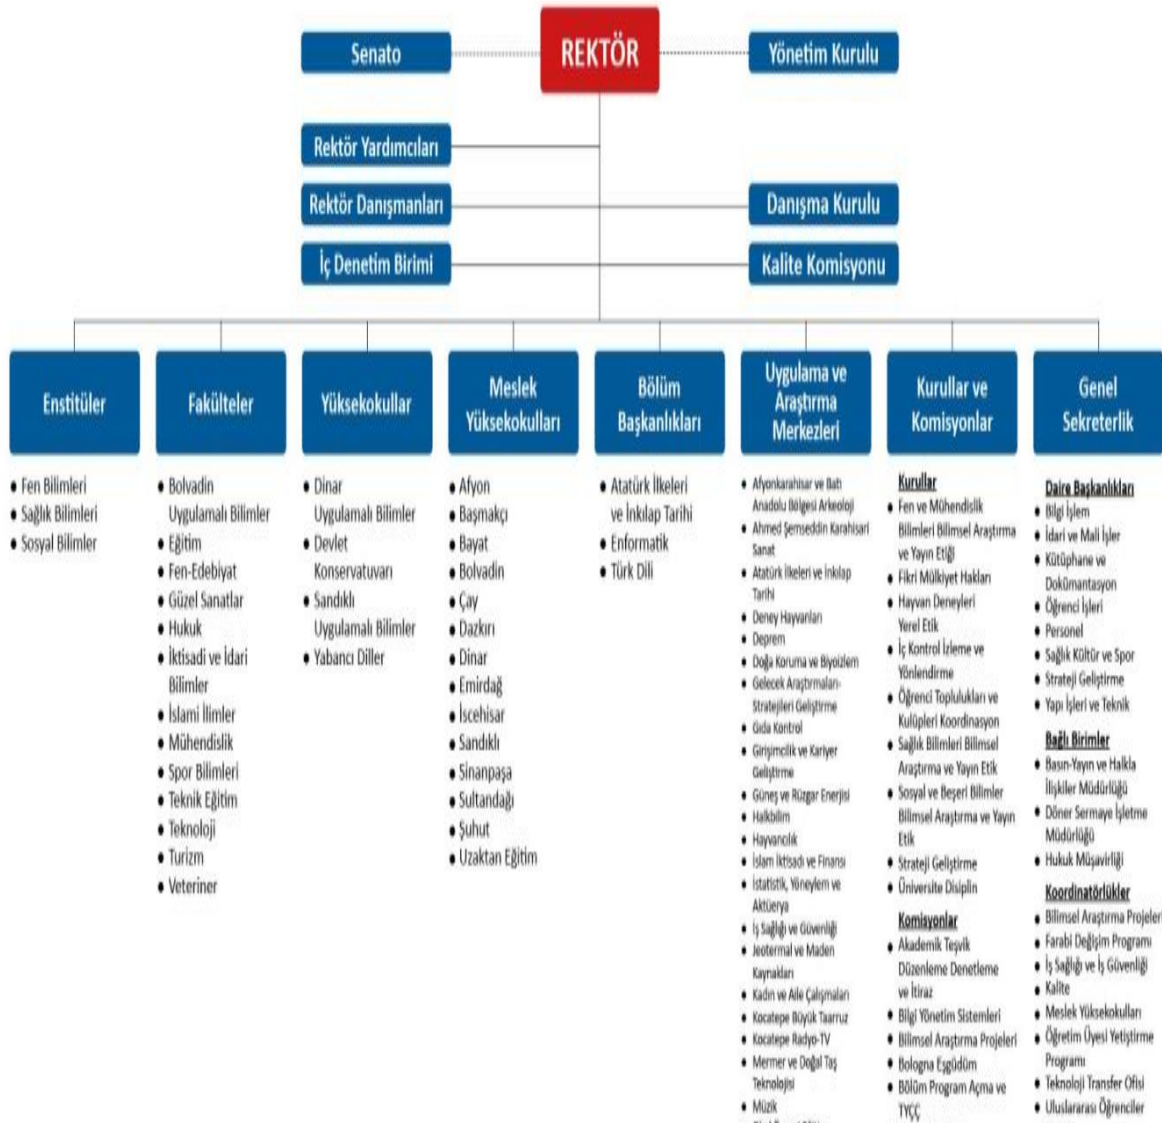 REKTÖR
Senato
Yönetim Kurulu
Rektör Yardımcıları
Rektör Danışmanları
Danışma Kurulu
İç Denetim Birimi
Kalite Komisyonu
Enstitüler
• Fen Bilimleri
• Sağlık Bilimleri
• Sosyal Bilimler
Fakülteler
• Bolvadin
Uygulamalı Bilimler
• Eğitim
• Fen-Edebiyat
• Güzel Sanatlar
• Hukuk
• İktisadi ve İdari
Bilimler
• İslami İlimler
• Mühendislik
• Spor Bilimleri
• Teknik Eğitim
• Teknoloji
• Turizm
• Veteriner
Yüksekokullar
• Dinar
Uygulamalı Bilimler
• Devlet
Konservatuvarı
• Sandıklı
Uygulamalı Bilimler
• Yabancı Diller
Meslek
Yüksekokulları
• Afyon
• Başmakçı
• Bayat
• Bolvadin
• Çay
• Dazkırı
• Dinar
• Emirdağ
• İscehisar
• Sandıklı
• Sinanpaşa
• Sultandağı
• Şuhut
• Uzaktan Eğitim
Bölüm
Başkanlıkları
• Atatürk İlkeleri
ve İnkılap Tarihi
• Enformatik
• Türk Dili
Uygulama ve
Araştırma
Merkezleri
• Afyonkarahisar ve Batı
Anadolu Bölgesi Arkeoloji
• Ahmed Şemseddin Karahisari
Sanat
• Atatürk İlkeleri ve İnkılap
Tarihi
• Deney Hayvanları
• Deprem
• Doğa Koruma ve Biyoizlem
• Gelecek Araştırmaları-
Stratejileri Geliştirme
• Gıda Kontrol
• Girişimcilik ve Kariyer
Geliştirme
• Güneş ve Rüzgar Enerjisi
• Halkbilim
• Hayvancılık
• İslam İktisadı ve Finansı
• İstatistik, Yöneylem ve
Aktüerya
• İş Sağlığı ve Güvenliği
• Jeotermal ve Maden
Kaynakları
• Kadın ve Aile Çalışmaları
• Kocatepe Büyük Taarruz
• Kocatepe Radyo-TV
• Mermer ve Doğal Taş
Teknolojisi
• Müzik
Kurullar ve
Komisyonlar
Kurullar
• Fen ve Mühendislik
Bilimleri Bilimsel Araştırma
ve Yayın Etiği
• Fikri Mülkiyet Hakları
• Hayvan Deneyleri
Yerel Etik
• İç Kontrol İzleme ve
Yönlendirme
• Öğrenci Toplulukları ve
Kulüpleri Koordinasyon
• Sağlık Bilimleri Bilimsel
Araştırma ve Yayın Etik
• Sosyal ve Beşeri Bilimler
Bilimsel Araştırma ve Yayın
Etik
• Strateji Geliştirme
• Üniversite Disiplin
Komisyonlar
• Akademik Teşvik
Düzenleme Denetleme
ve İtiraz
• Bilgi Yönetim Sistemleri
• Bilimsel Araştırma Projeleri
• Bologna Eşgüdüm
• Bölüm Program Açma ve
TYÇÇ
Genel
Sekreterlik
Daire Başkanlıkları
• Bilgi İşlem
• İdari ve Mali İşler
• Kütüphane ve
Dokümantasyon
• Öğrenci İşleri
• Personel
• Sağlık Kültür ve Spor
• Strateji Geliştirme
• Yapı İşleri ve Teknik
Bağlı Birimler
• Basın-Yayın ve Halkla
İlişkiler Müdürlüğü
• Döner Sermaye İşletme
Müdürlüğü
• Hukuk Müşavirliği
Koordinatörlükler
• Bilimsel Araştırma Projeleri
• Farabi Değişim Programı
• İş Sağlığı ve İş Güvenliği
• Kalite
• Meslek Yüksekokulları
• Öğretim Üyesi Yetiştirme
Programı
• Teknoloji Transfer Ofisi
• Uluslararası Öğrenciler